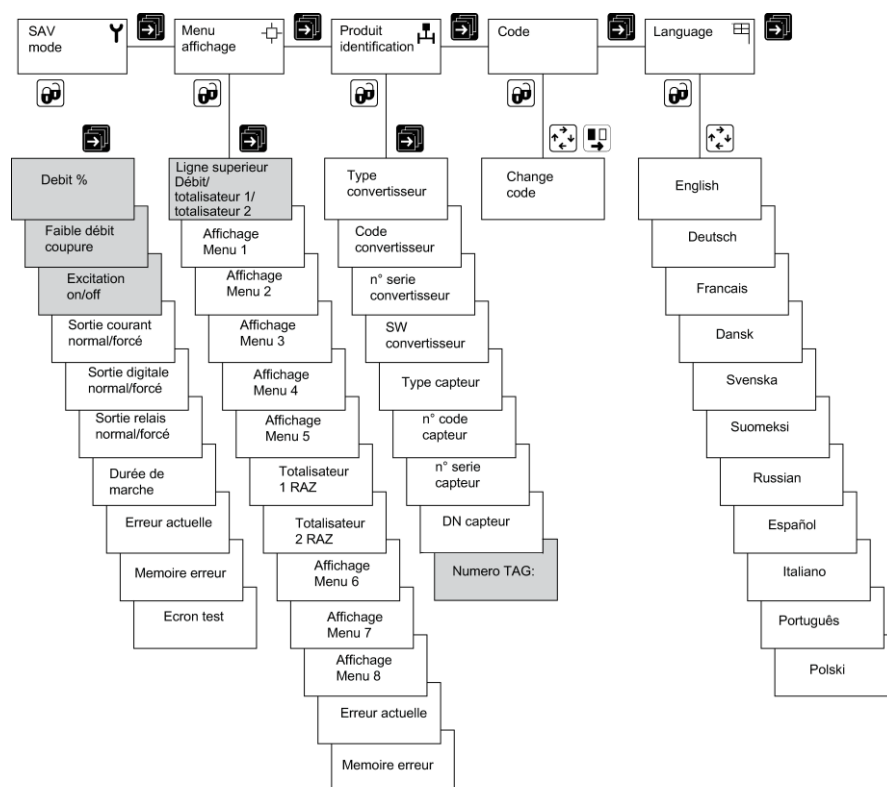 SAV
mode
Menu
affichage
Produit
identification
Code
Language
Debit %
Faible débit
coupure
Excitation
on/off
Sortie courant
normal/forcé
Sortie digitale
normal/forcé
Sortie relais
normal/forcé
Durée de
marche
Erreur actuelle
Memoire erreur
Ecron test
Ligne superieur
Débit/
totalisateur 1/
totalisateur 2
Affichage
Menu 1
Affichage
Menu 2
Affichage
Menu 3
Affichage
Menu 4
Affichage
Menu 5
Totalisateur
1 RAZ
Totalisateur
2 RAZ
Affichage
Menu 6
Affichage
Menu 7
Affichage
Menu 8
Erreur actuelle
Memoire erreur
Type
convertisseur
Code
convertisseur
n° serie
convertisseur
SW
convertisseur
Type capteur
n° code
capteur
n° serie
capteur
DN capteur
Numero TAG:
Change
code
English
Deutsch
Francais
Dansk
Svenska
Suomeksi
Russian
Español
Italiano
Português
Polski